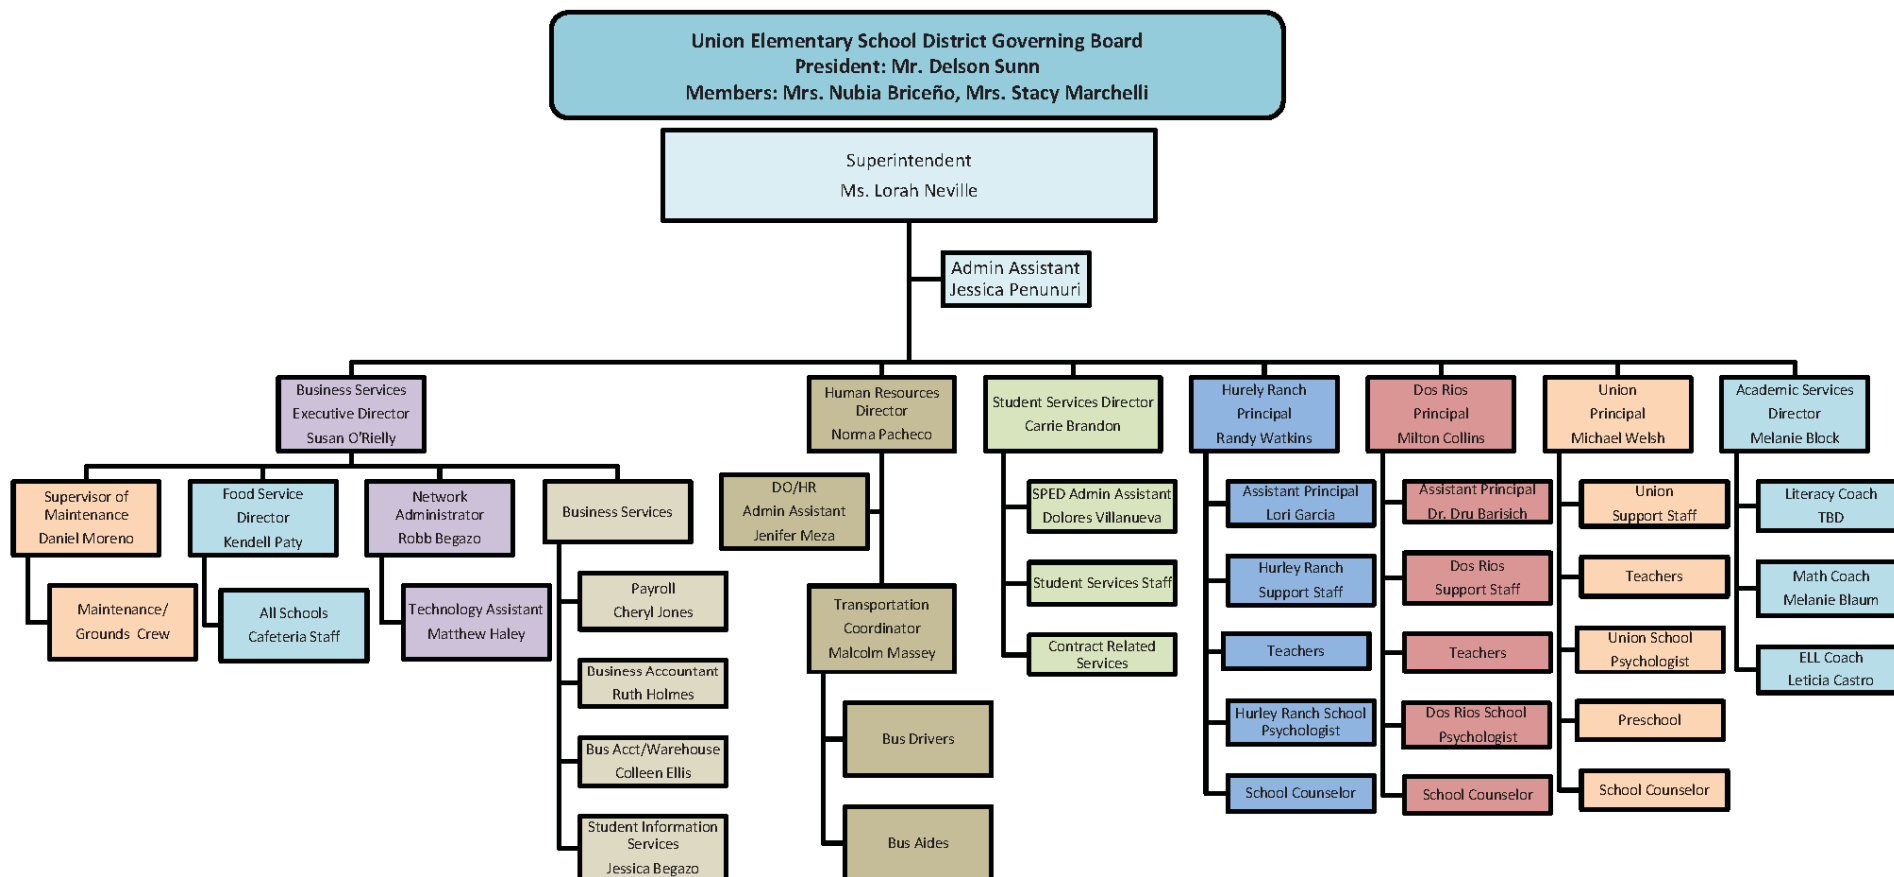 Union Elementary School District Governing Board
President: Mr. Delson Sunn
Members: Mrs. Nubia Briceño, Mrs. Stacy Marchelli
Superintendent
Ms. Lorah Neville
Admin Assistant
Jessica Penunuri
Business Services
Executive Director
Susan O'Rielly
Human Resources
Director
Norma Pacheco
Student Services Director
Carrie Brandon
Hurely Ranch
Principal
Randy Watkins
Dos Rios
Principal
Milton Collins
Union
Principal
Michael Welsh
Academic Services
Director
Melanie Block
Supervisor of
Maintenance
Daniel Moreno
Food Service
Director
Kendell Paty
Network
Administrator
Robb Begazo
Business Services
DO/HR
Admin Assistant
Jenifer Meza
SPED Admin Assistant
Dolores Villanueva
Assistant Principal
Lori Garcia
Assistant Principal
Dr. Dru Barisich
Union
Support Staff
Literacy Coach
TBD
Maintenance/
Grounds Crew
All Schools
Cafeteria Staff
Technology Assistant
Matthew Haley
Payroll
Cheryl Jones
Transportation
Coordinator
Malcolm Massey
Student Services Staff
Hurley Ranch
Support Staff
Dos Rios
Support Staff
Teachers
Math Coach
Melanie Blaum
Business Accountant
Ruth Holmes
Contract Related
Services
Teachers
Teachers
Union School
Psychologist
ELL Coach
Leticia Castro
Bus Acct/Warehouse
Colleen Ellis
Bus Drivers
Hurley Ranch School
Psychologist
Dos Rios School
Psychologist
Preschool
Student Information
Services
Jessica Begazo
Bus Aides
School Counselor
School Counselor
School Counselor